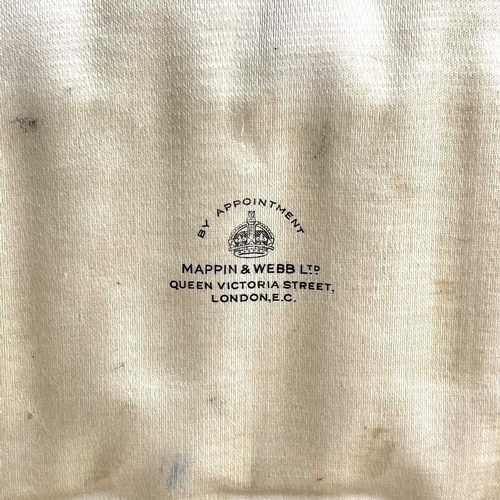 BY APPOINTMENT
MAPPIN & WEBB LTD
QUEEN VICTORIA STREET,
LONDON, E.C.